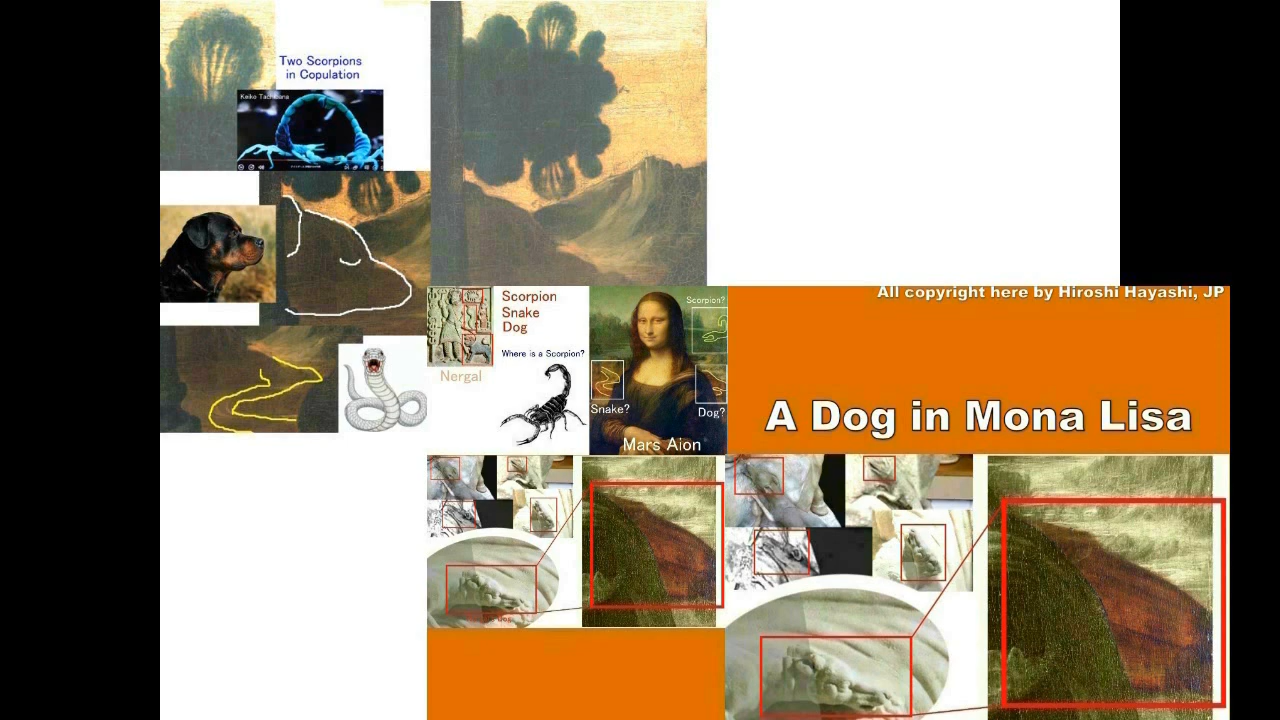 Two Scorpions
in Copulation
Keiko Tachibana
All copyright here by Hiroshi Hayashi, JP
Scorpion
Snake
Dog
Where is a Scorpion?
Nergal
Scorpion?
Snake?
Dog?
Mars Aion
A Dog in Mona Lisa